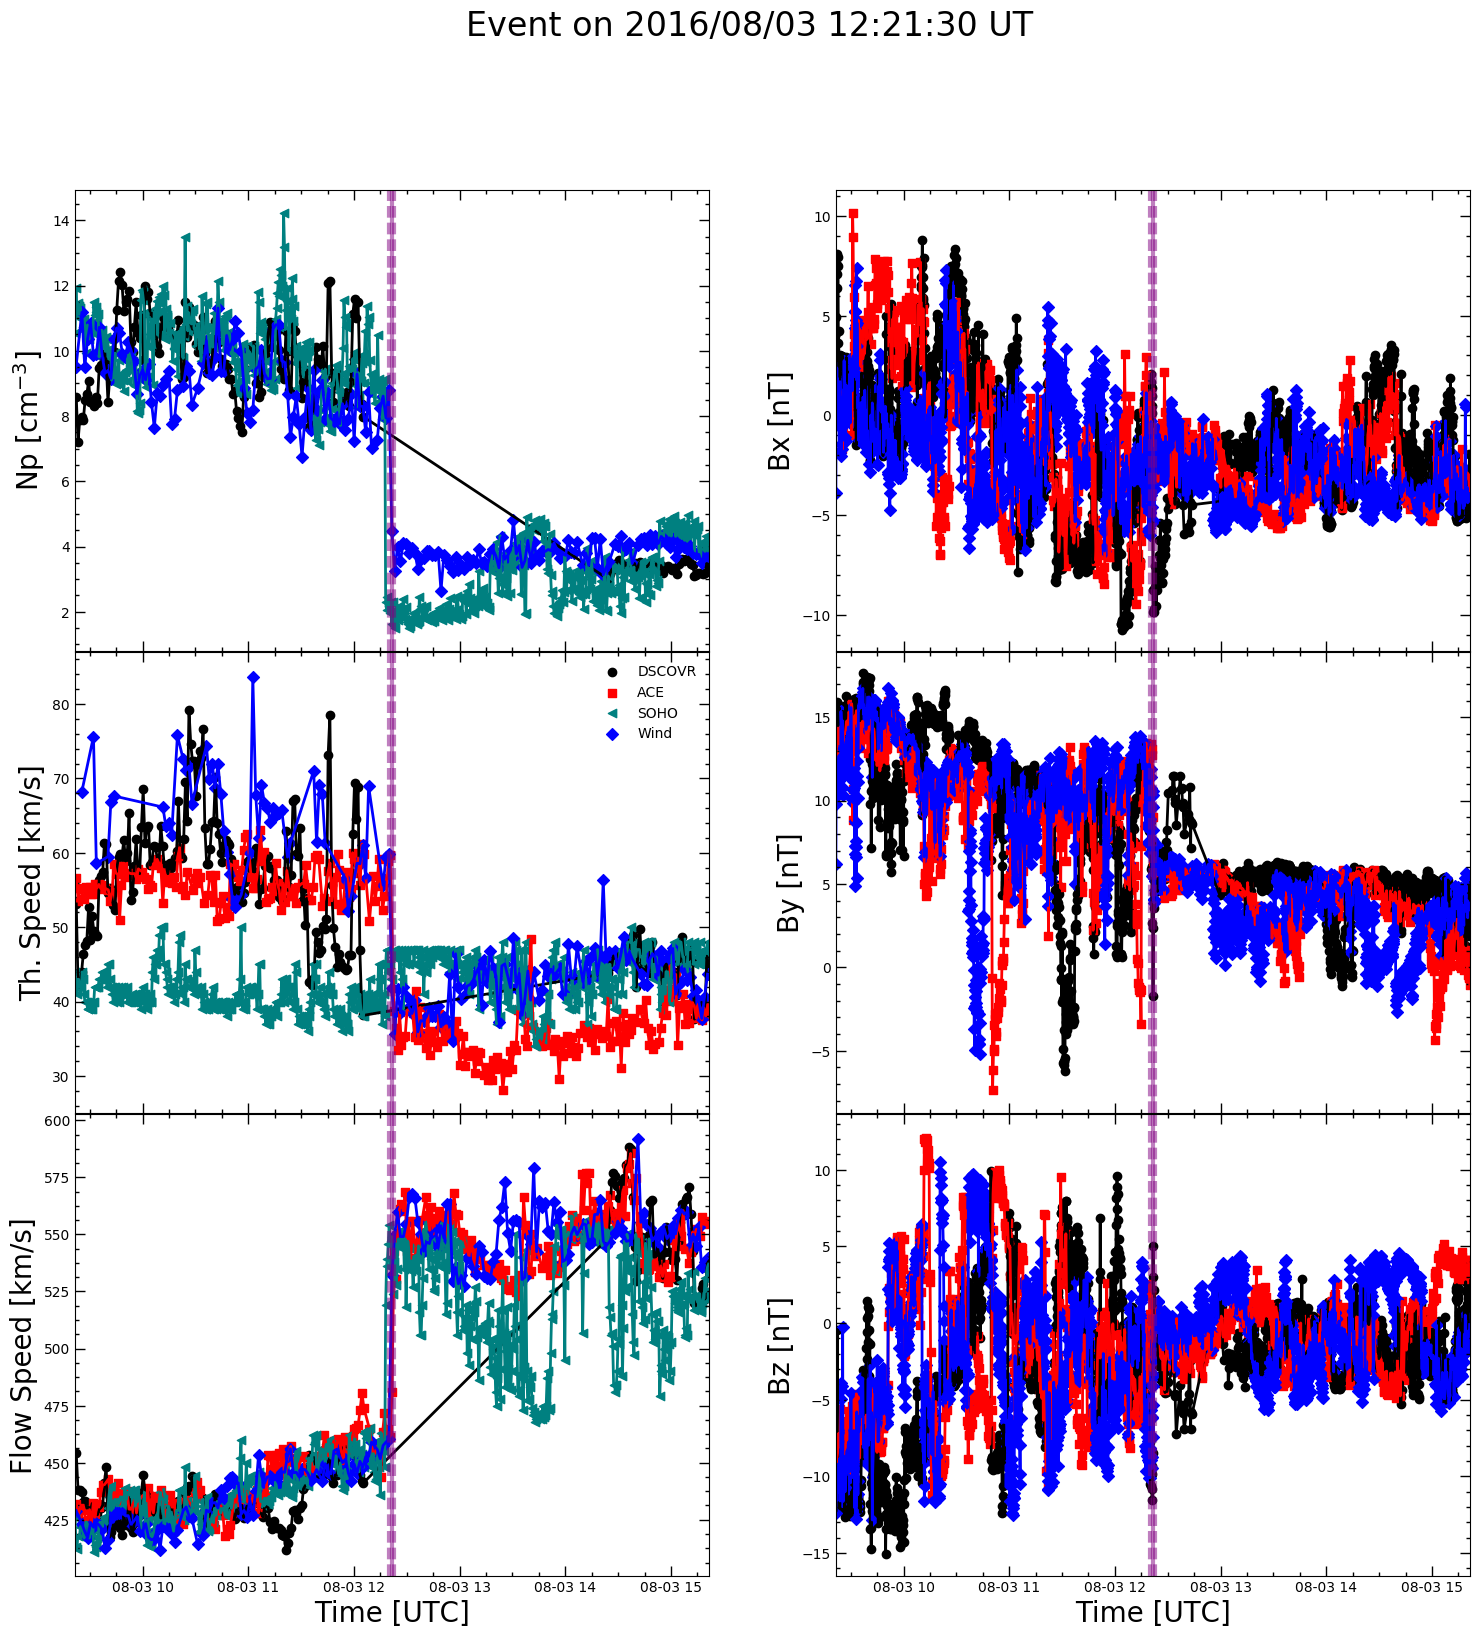 Event on 2016/08/03 12:21:30 UT
Np [cm⁻³]
14
12
10
8
6
4
2
Bx [nT]
10
5
0
−5
−10
Th. Speed [km/s]
80
70
60
50
40
30
DSCOVR
ACE
SOHO
Wind
By [nT]
15
10
5
0
−5
Flow Speed [km/s]
600
575
550
525
500
475
450
425
Bz [nT]
10
5
0
−5
−10
−15
08-03 10 08-03 11 08-03 12 08-03 13 08-03 14 08-03 15
Time [UTC]
08-03 10 08-03 11 08-03 12 08-03 13 08-03 14 08-03 15
Time [UTC]